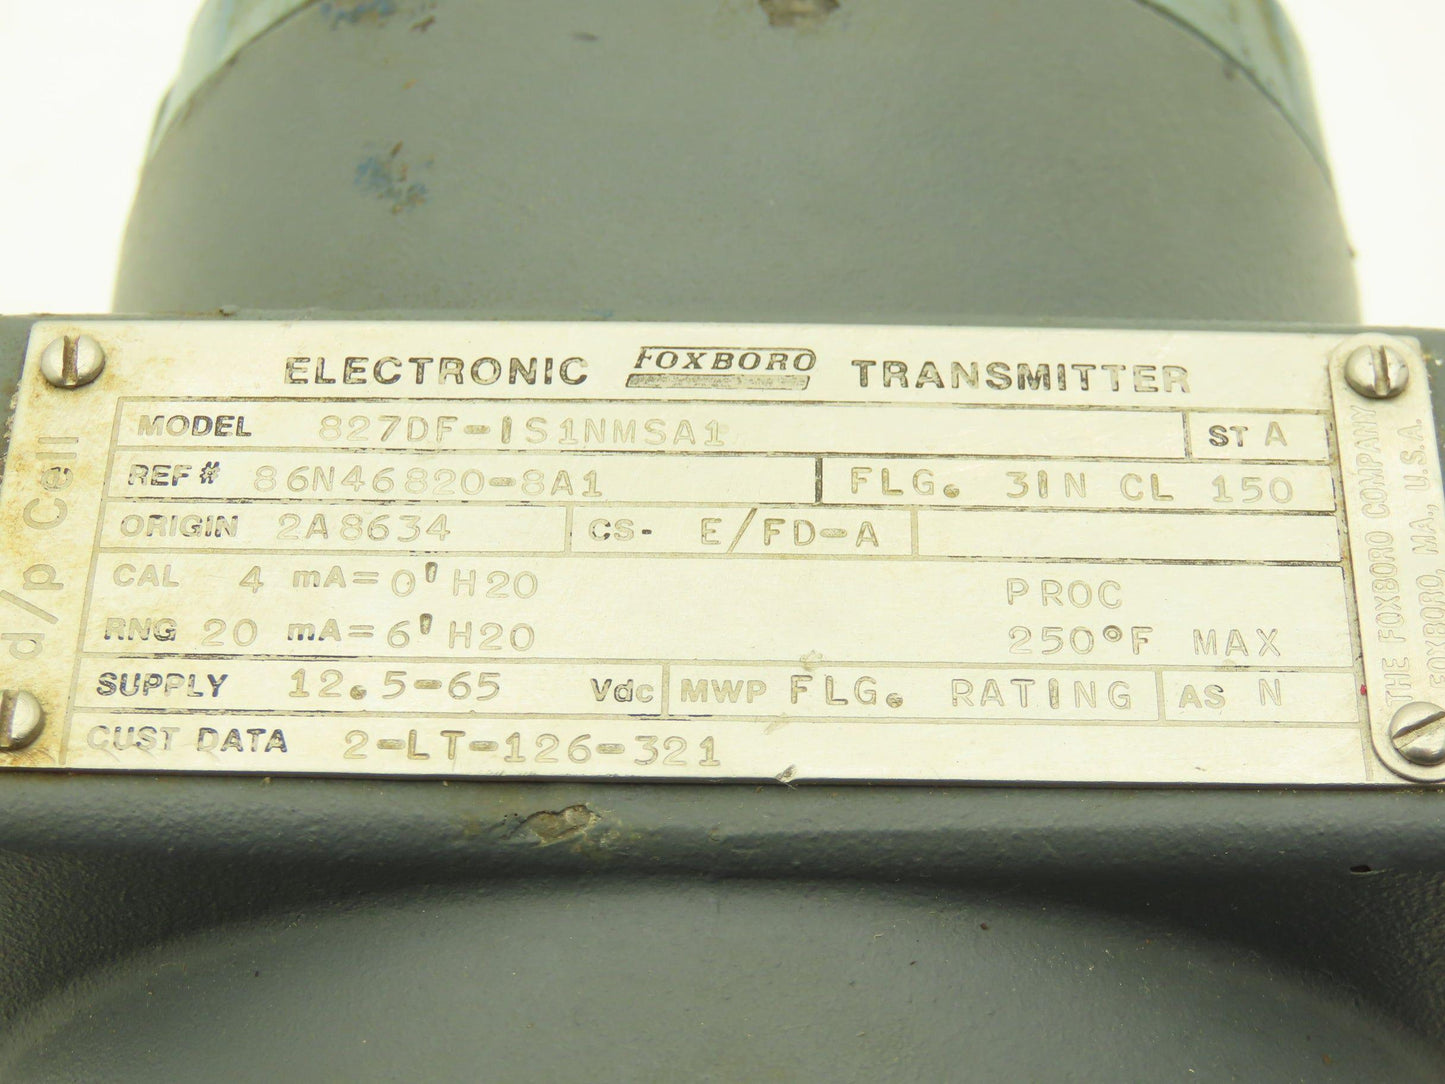 ELECTRONIC FOXBORO TRANSMITTER
MODEL 827DF-IS1NMSA1 ST A
REF# 86N46820-8A1 FLG. 3IN CL 150
ORIGIN 2A8634 CS- E/FD-A
CAL 4 mA=0' H20 PROC
RNG 20 mA=6' H20 250°F MAX
SUPPLY 12.5-65 Vdc MWP FLG. RATING AS N
CUST DATA 2-LT-126-321
d/p Cell
THE FOXBORO COMPANY
FOXBORO, MA., U.S.A.